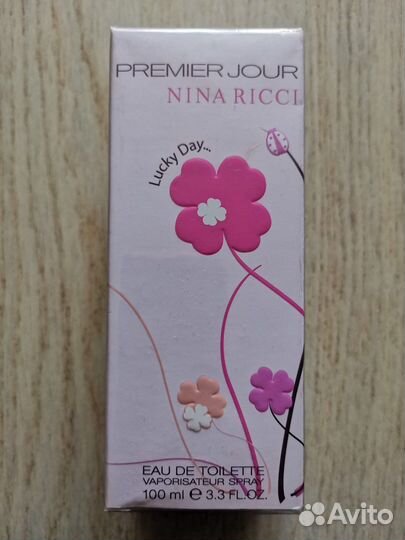 PREMIER JOUR
NINA RICCI
Lucky Day...
EAU DE TOILETTE
VAPORISATEUR SPRAY
100 ml e 3.3 FL.OZ.
Avito